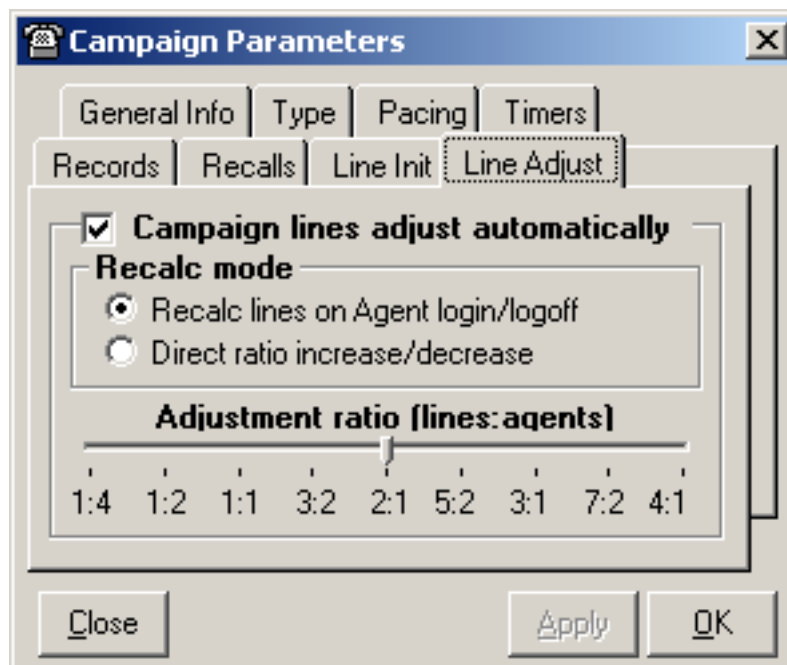 Campaign Parameters
General Info Type Pacing Timers
Records Recalls Line Init Line Adjust
Campaign lines adjust automatically
Recalc mode
Recalc lines on Agent login/logoff
Direct ratio increase/decrease
Adjustment ratio (lines:agents)
1:4 1:2 1:1 3:2 2:1 5:2 3:1 7:2 4:1
Close Apply OK